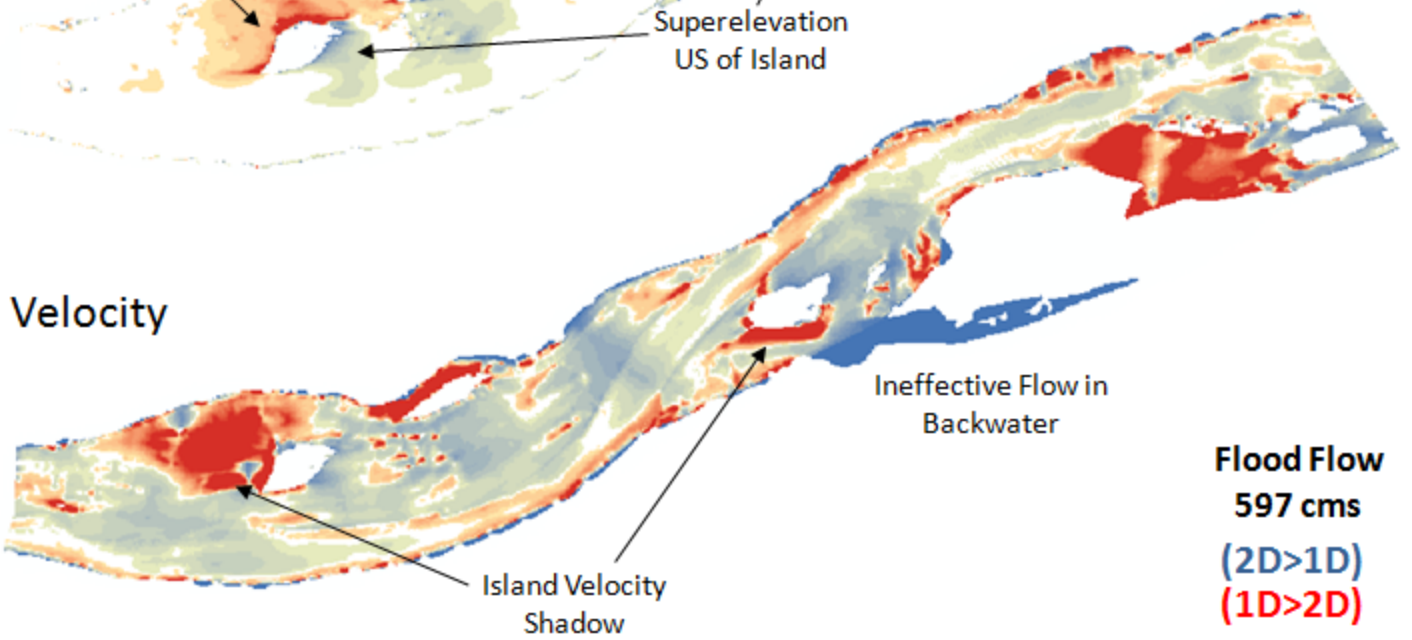 Superelevation
US of Island
Velocity
Ineffective Flow in
Backwater
Flood Flow
597 cms
(2D>1D)
(1D>2D)
Island Velocity
Shadow